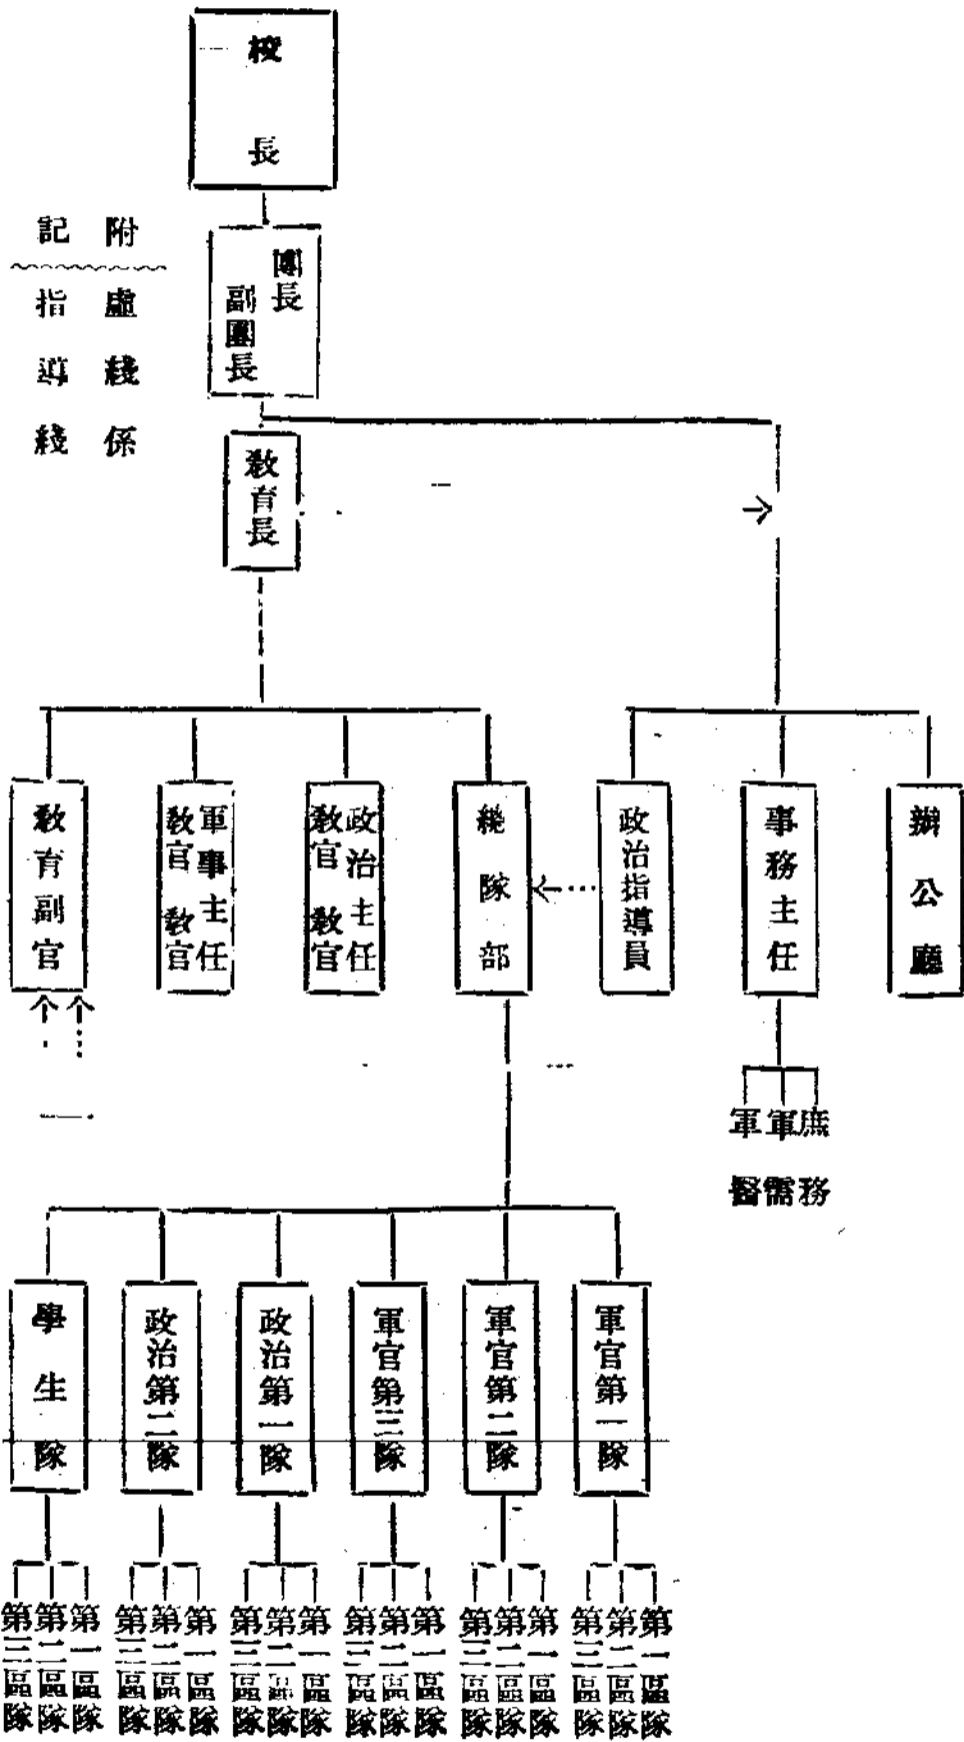 校長
團長
副團長
附記
虛綫係
指導綫
教育長
辦公廳
事務主任
政治指導員
總隊部
政治主任
教官 教官
軍事主任
教官 教官
教育副官
庶務
軍需
軍醫
軍官第一隊
軍官第二隊
軍官第三隊
政治第一隊
政治第二隊
學生隊
第一區隊
第二區隊
第三區隊
第一區隊
第二區隊
第三區隊
第一區隊
第二區隊
第三區隊
第一區隊
第二區隊
第三區隊
第一區隊
第二區隊
第三區隊
第一區隊
第二區隊
第三區隊